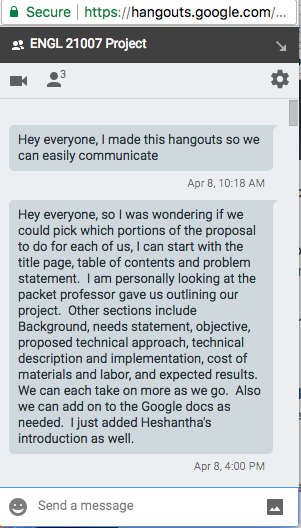 Secure | https://hangouts.google.com/...
ENGL 21007 Project
3
Hey everyone, I made this hangouts so we
can easily communicate
Apr 8, 10:18 AM
Hey everyone, so I was wondering if we
could pick which portions of the proposal
to do for each of us, I can start with the
title page, table of contents and problem
statement.  I am personally looking at the
packet professor gave us outlining our
project.  Other sections include
Background, needs statement, objective,
proposed technical approach, technical
description and implementation, cost of
materials and labor, and expected results.
We can each take on more as we go.  Also
we can add on to the Google docs as
needed.  I just added Heshantha's
introduction as well.
Apr 8, 4:00 PM
Send a message